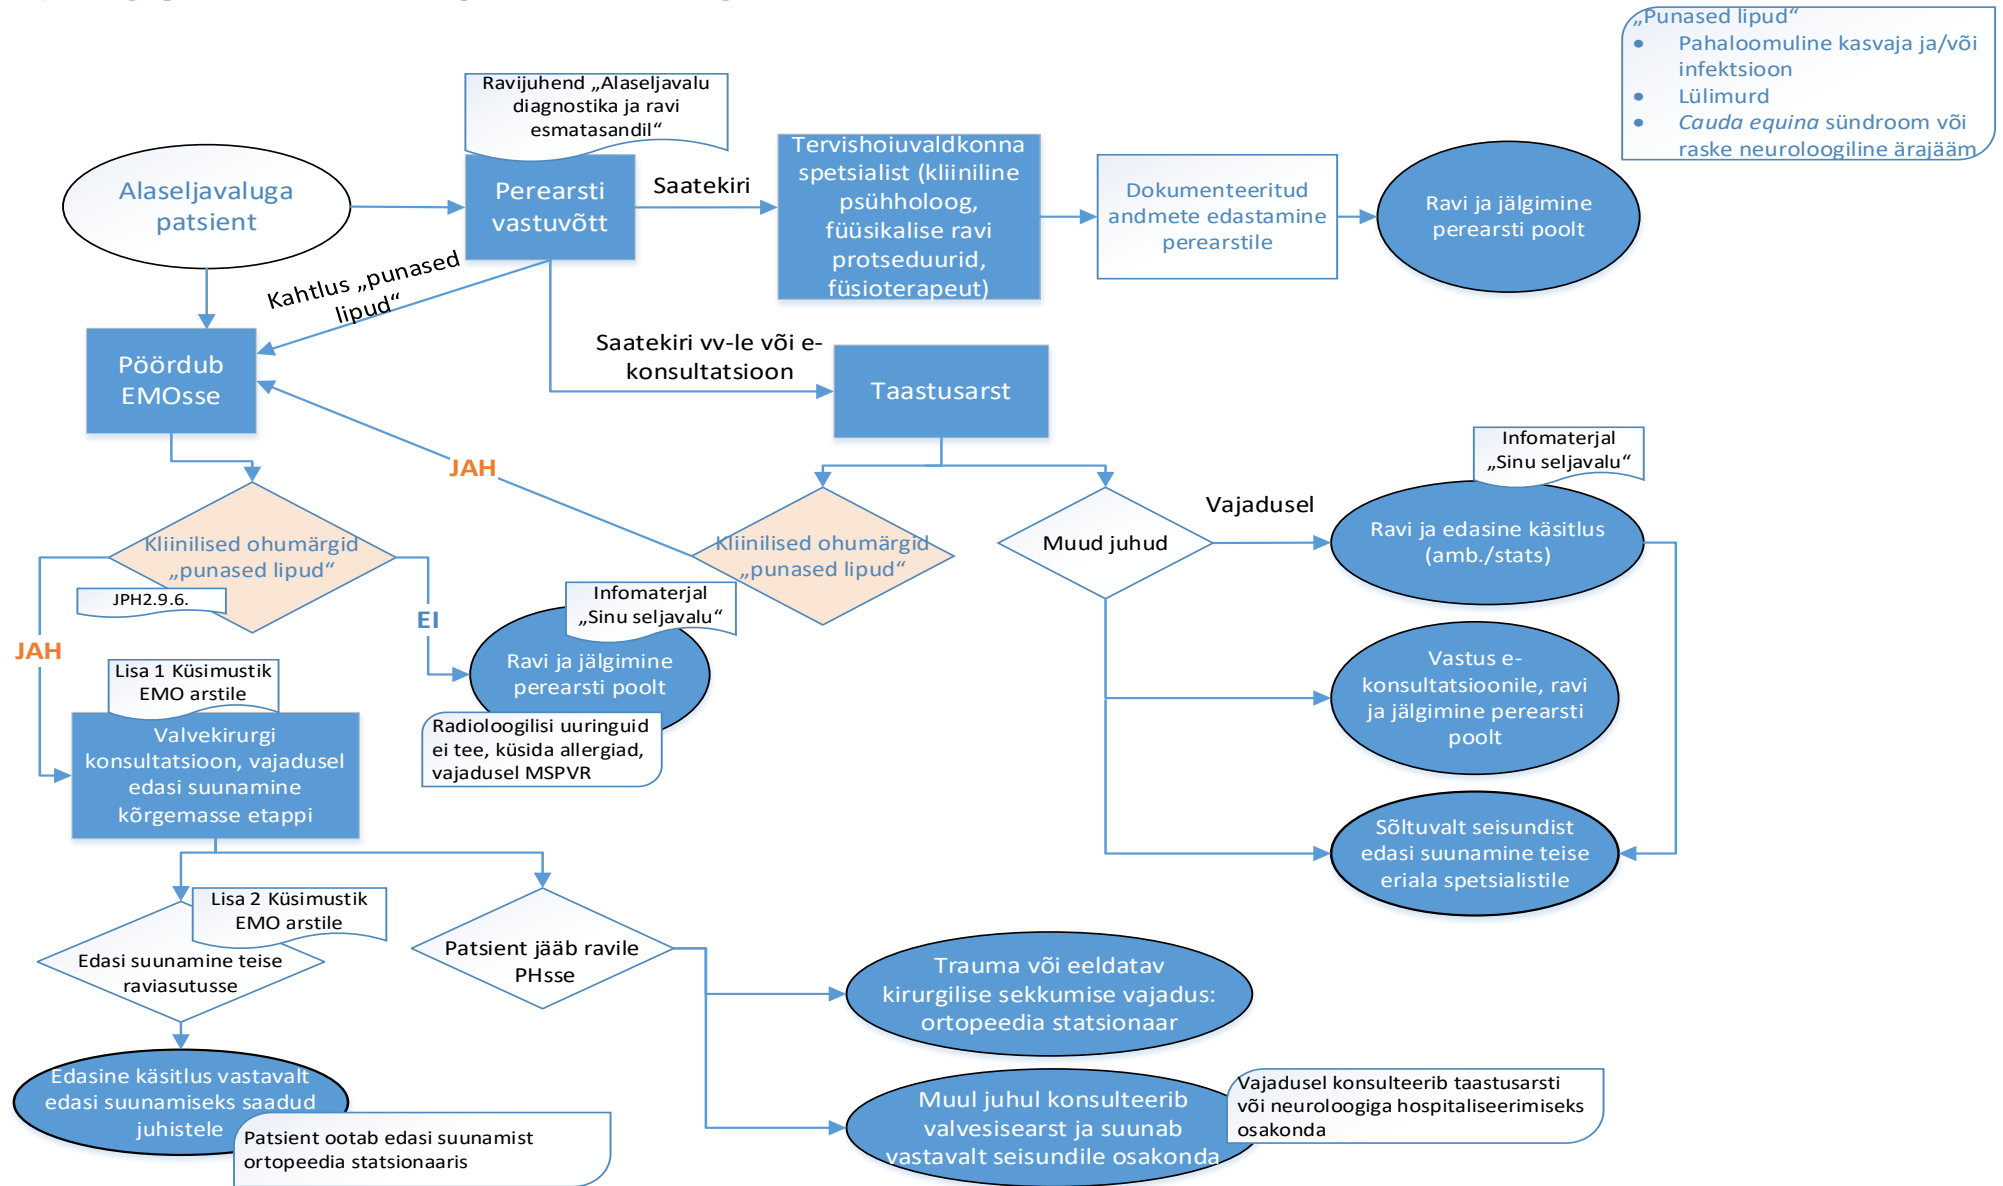 „Punased lipud“
Pahaloomuline kasvaja ja/või
infektsioon
Lülimurd
Cauda equina sündroom või
raske neuroloogiline ärajääm
Ravijuhend „Alaseljavalu
diagnostika ja ravi
esmatasandil“
Alaseljavaluga
patsient
Perearsti
vastuvõtt
Saatekiri
Tervishoiuvaldkonna
spetsialist (kliiniline
psühholoog,
füüsikalise ravi
protseduurid,
füsioterapeut)
Dokumenteeritud
andmete edastamine
perearstile
Ravi ja jälgimine
perearsti poolt
Kahtlus „punased
lipud“
Saatekiri vv-le või e-
konsultatsioon
Pöördub
EMOsse
Taastusarst
JAH
Infomaterjal
„Sinu seljavalu“
Kliinilised ohumärgid
„punased lipud“
JPH2.9.6.
JAH
EI
Kliinilised ohumärgid
„punased lipud“
Muud juhud
Vajadusel
Ravi ja edasine käsitlus
(amb./stats)
Infomaterjal
„Sinu seljavalu“
Ravi ja jälgimine
perearsti poolt
Radioloogilisi uuringuid
ei tee, küsida allergiad,
vajadusel MSPVR
Vastus e-
konsultatsioonile, ravi
ja jälgimine perearsti
poolt
Lisa 1 Küsimustik
EMO arstile
Valvekirurgi
konsultatsioon, vajadusel
edasi suunamine
kõrgemasse etappi
Sõltuvalt seisundist
edasi suunamine teise
eriala spetsialistile
Lisa 2 Küsimustik
EMO arstile
Edasi suunamine teise
raviasutusse
Patsient jääb ravile
PHsse
Trauma või eeldatav
kirurgilise sekkumise vajadus:
ortopeedia statsionaar
Edasine käsitlus vastavalt
edasi suunamiseks saadud
juhistele
Patsient ootab edasi suunamist
ortopeedia statsionaaris
Muul juhul konsulteerib
valvesisearst ja suunab
vastavalt seisundile osakonda
Vajadusel konsulteerib taastusarsti
või neuroloogiga hospitaliseerimiseks
osakonda